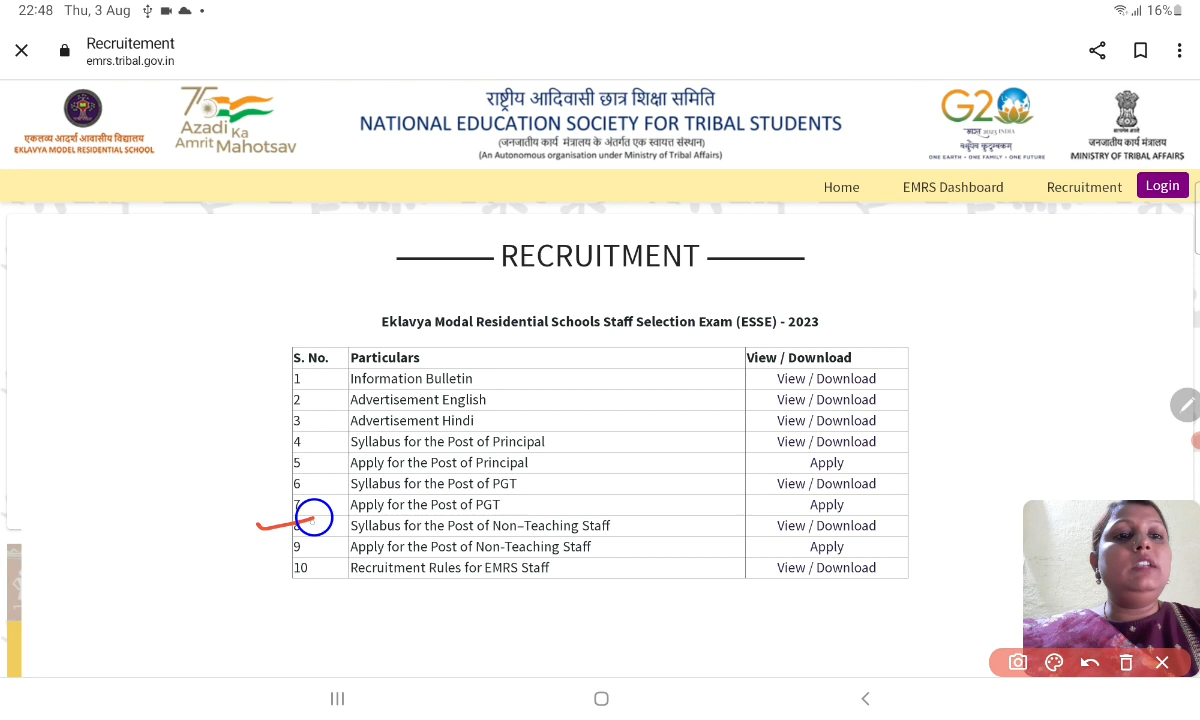 22:48 Thu, 3 Aug
16%
Recruitement
emrs.tribal.gov.in
एकलव्य आदर्श आवासीय विद्यालय
EKLAVYA MODEL RESIDENTIAL SCHOOL
75
Azadi Ka
Amrit Mahotsav
राष्ट्रीय आदिवासी छात्र शिक्षा समिति
NATIONAL EDUCATION SOCIETY FOR TRIBAL STUDENTS
(जनजातीय कार्य मंत्रालय के अंतर्गत एक स्वायत्त संस्थान)
(An Autonomous organisation under Ministry of Tribal Affairs)
G20
भारत 2023 INDIA
वसुधैव कुटुम्बकम्
ONE EARTH • ONE FAMILY • ONE FUTURE
जनजातीय कार्य मंत्रालय
MINISTRY OF TRIBAL AFFAIRS
Home EMRS Dashboard Recruitment Login
RECRUITMENT
Eklavya Modal Residential Schools Staff Selection Exam (ESSE) - 2023
S. No. Particulars View / Download
1 Information Bulletin View / Download
2 Advertisement English View / Download
3 Advertisement Hindi View / Download
4 Syllabus for the Post of Principal View / Download
5 Apply for the Post of Principal Apply
6 Syllabus for the Post of PGT View / Download
7 Apply for the Post of PGT Apply
8 Syllabus for the Post of Non–Teaching Staff View / Download
9 Apply for the Post of Non-Teaching Staff Apply
10 Recruitment Rules for EMRS Staff View / Download